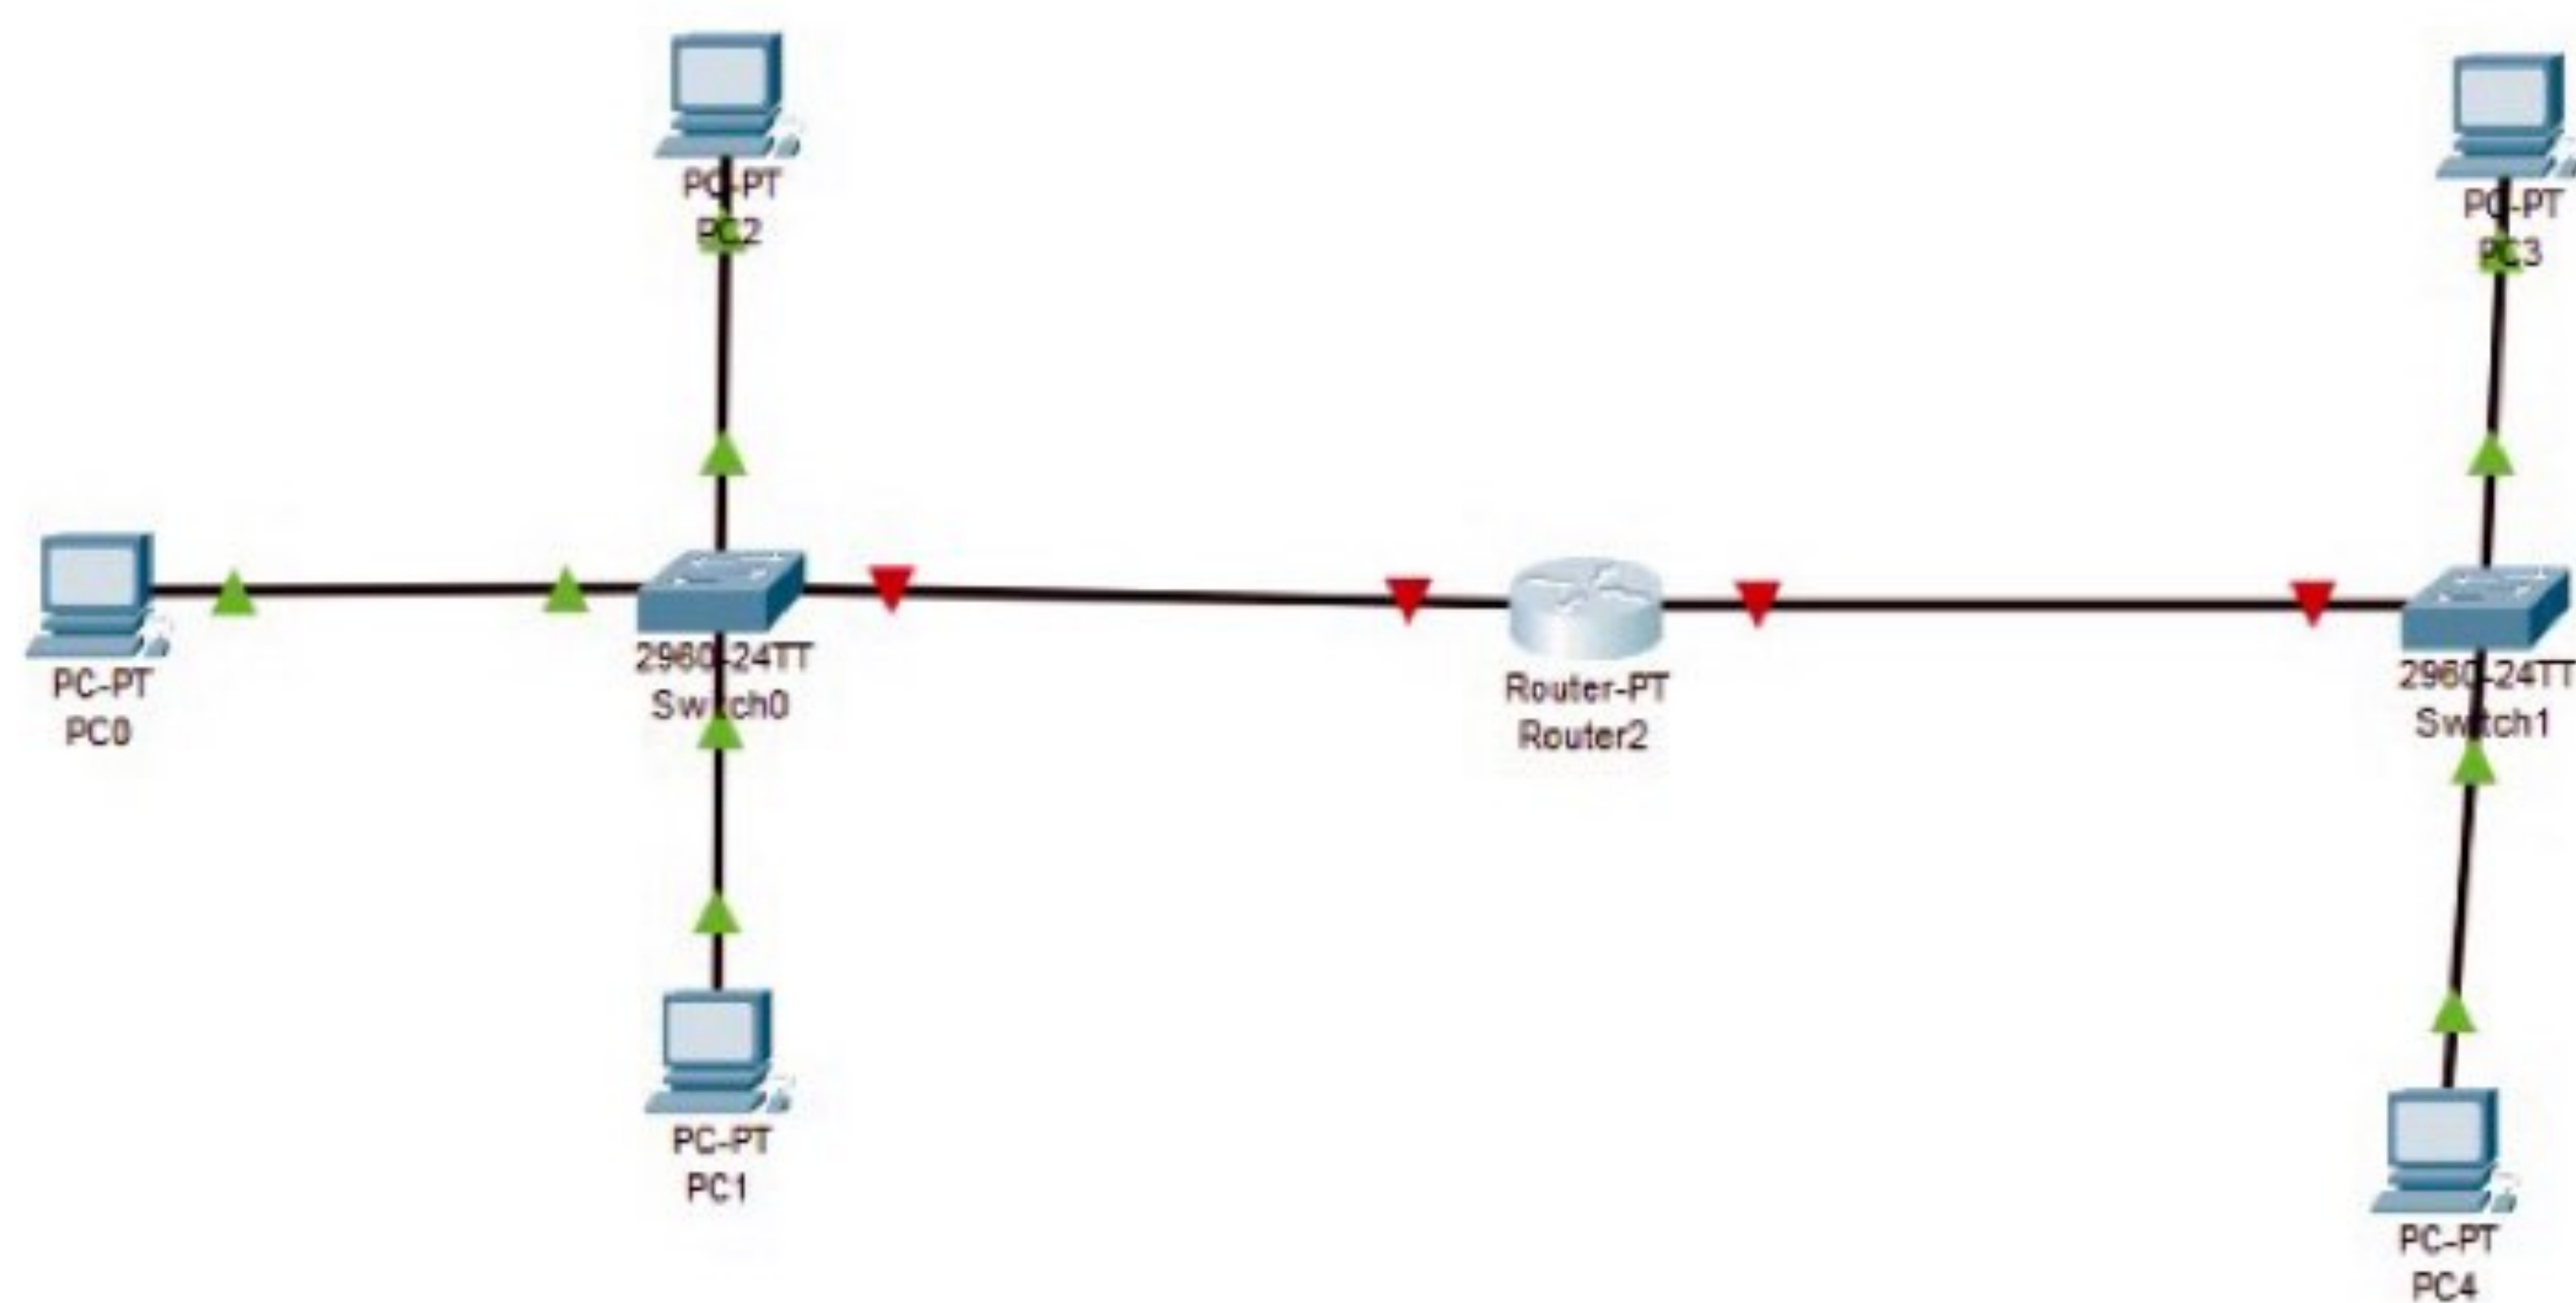 PC-PT
PC2
PC-PT
PC3
PC-PT
PC0
2960-24TT
Switch0
Router-PT
Router2
2960-24TT
Switch1
PC-PT
PC1
PC-PT
PC4